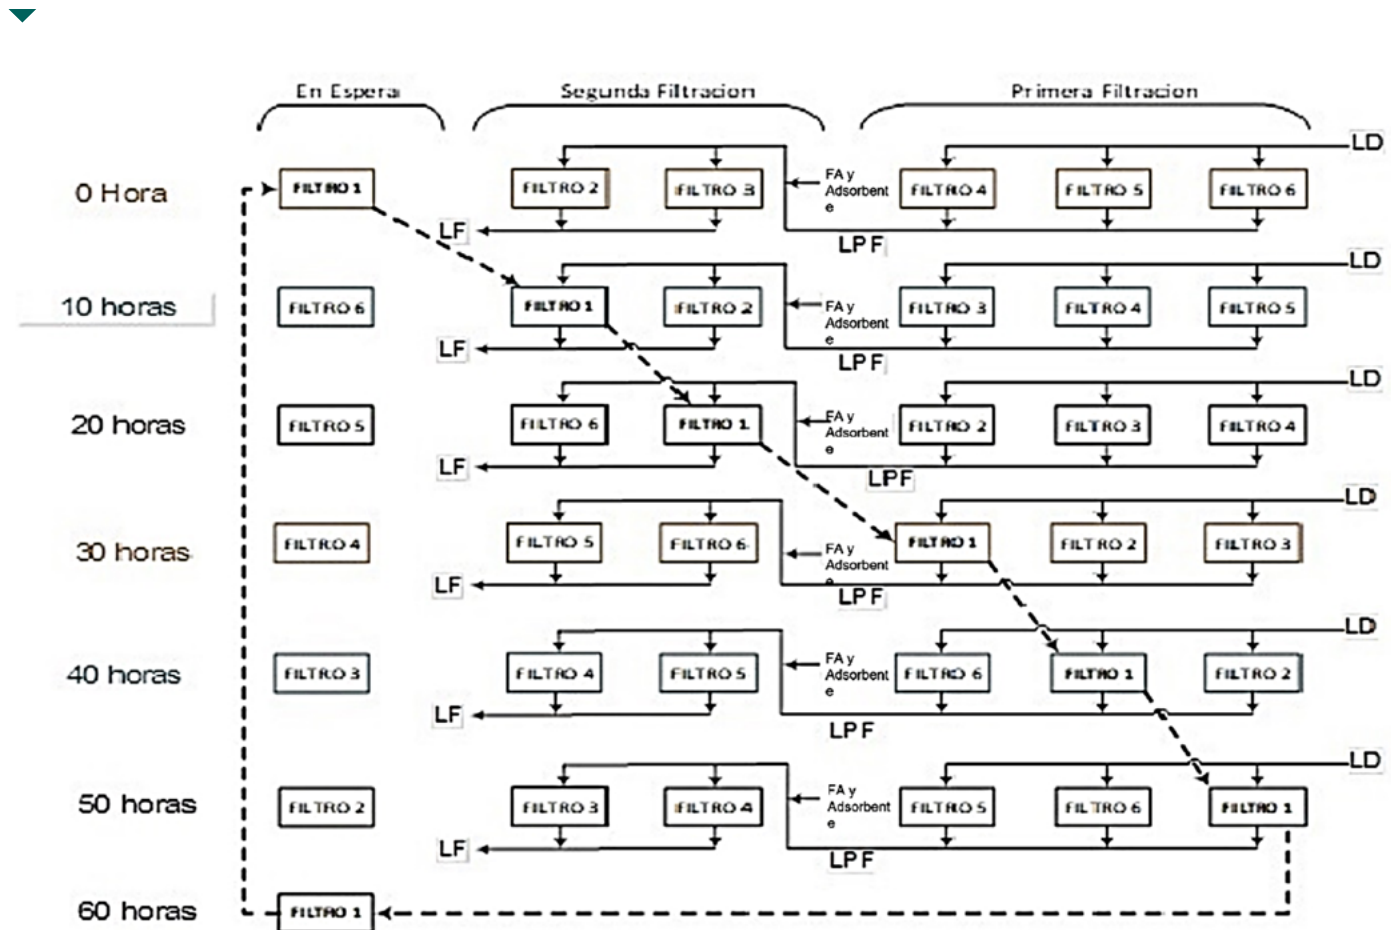 En Espera
Segunda Filtracion
Primera Filtracion
LD
0 Hora
FILTRO 1
FILTRO 2
FILTRO 3
FA y
Adsorbent
e
FILTRO 4
FILTRO 5
FILTRO 6
LF
LPF
LD
10 horas
FILTRO 6
FILTRO 1
FILTRO 2
FA y
Adsorbent
e
FILTRO 3
FILTRO 4
FILTRO 5
LF
LPF
LD
20 horas
FILTRO 5
FILTRO 6
FILTRO 1
FA y
Adsorbent
e
FILTRO 2
FILTRO 3
FILTRO 4
LF
LPF
LD
30 horas
FILTRO 4
FILTRO 5
FILTRO 6
FA y
Adsorbent
e
FILTRO 1
FILTRO 2
FILTRO 3
LF
LPF
LD
40 horas
FILTRO 3
FILTRO 4
FILTRO 5
FA y
Adsorbent
e
FILTRO 6
FILTRO 1
FILTRO 2
LF
LPF
LD
50 horas
FILTRO 2
FILTRO 3
FILTRO 4
FA y
Adsorbent
e
FILTRO 5
FILTRO 6
FILTRO 1
LF
LPF
60 horas
FILTRO 1